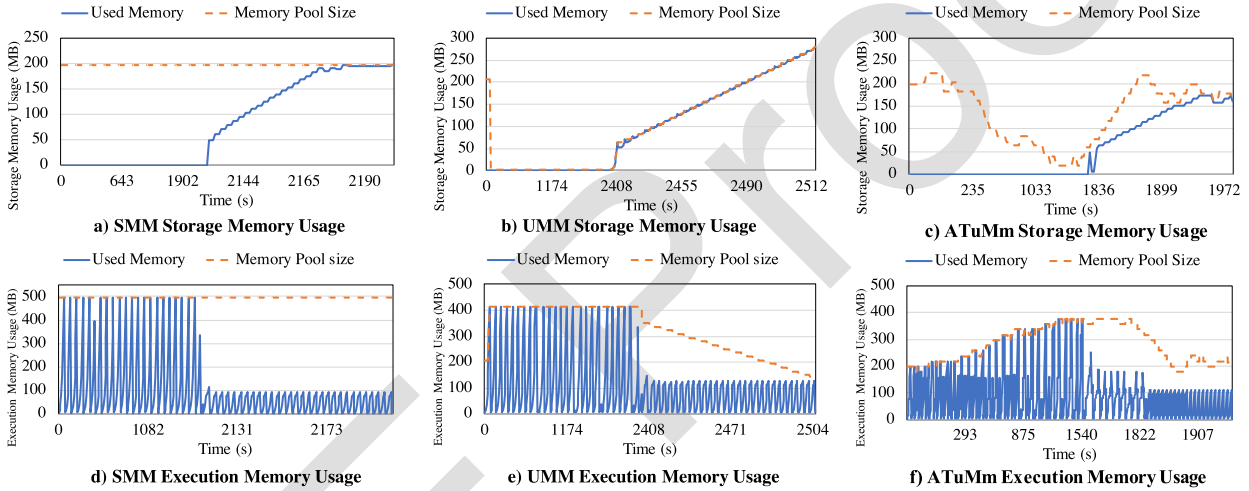 Used Memory Memory Pool Size
Storage Memory Usage (MB)
250
200
150
100
50
0
0 643 1902 2144 2165 2190
Time (s)
a) SMM Storage Memory Usage
Used Memory Memory Pool Size
Storage Memory Usage (MB)
300
250
200
150
100
50
0
0 1174 2408 2455 2490 2512
Time (s)
b) UMM Storage Memory Usage
Used Memory Memory Pool Size
Storage Memory Usage (MB)
300
250
200
150
100
50
0
0 235 1033 1836 1899 1972
Time (s)
c) ATuMm Storage Memory Usage
Used Memory Memory Pool size
Execution Memory Usage (MB)
500
400
300
200
100
0
0 1082 2131 2173
Time (s)
d) SMM Execution Memory Usage
Used Memory Memory Pool size
Execution Memory Usage (MB)
500
400
300
200
100
0
0 1174 2408 2471 2504
Time (s)
e) UMM Execution Memory Usage
Used Memory Memory Pool Size
Execution Memory Usage (MB)
500
400
300
200
100
0
293 875 1540 1822 1907
Time (s)
f) ATuMm Execution Memory Usage